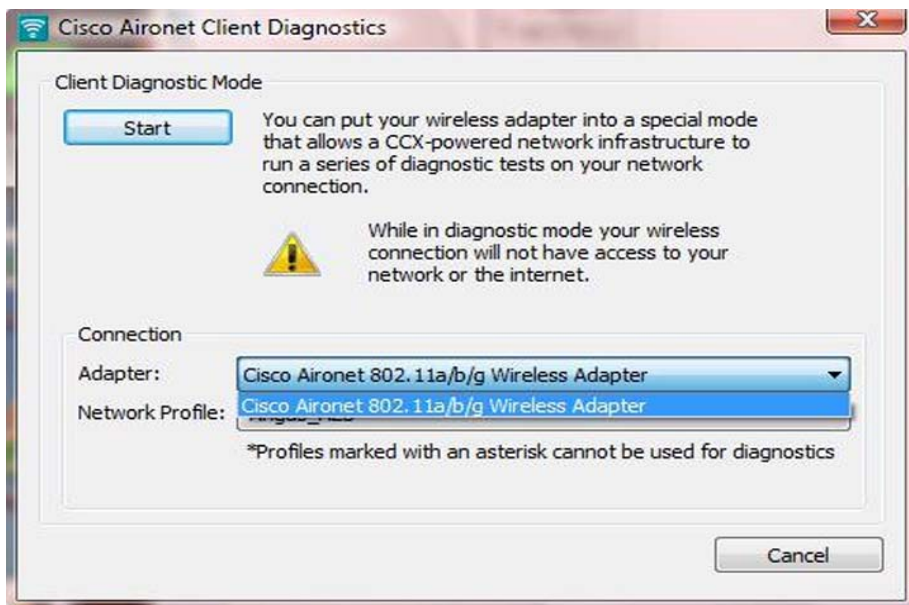 Cisco Aironet Client Diagnostics
Client Diagnostic Mode
Start
You can put your wireless adapter into a special mode
that allows a CCX-powered network infrastructure to
run a series of diagnostic tests on your network
connection.
While in diagnostic mode your wireless
connection will not have access to your
network or the internet.
Connection
Adapter:
Cisco Aironet 802.11a/b/g Wireless Adapter
Cisco Aironet 802.11a/b/g Wireless Adapter
Network Profile:
*Profiles marked with an asterisk cannot be used for diagnostics
Cancel